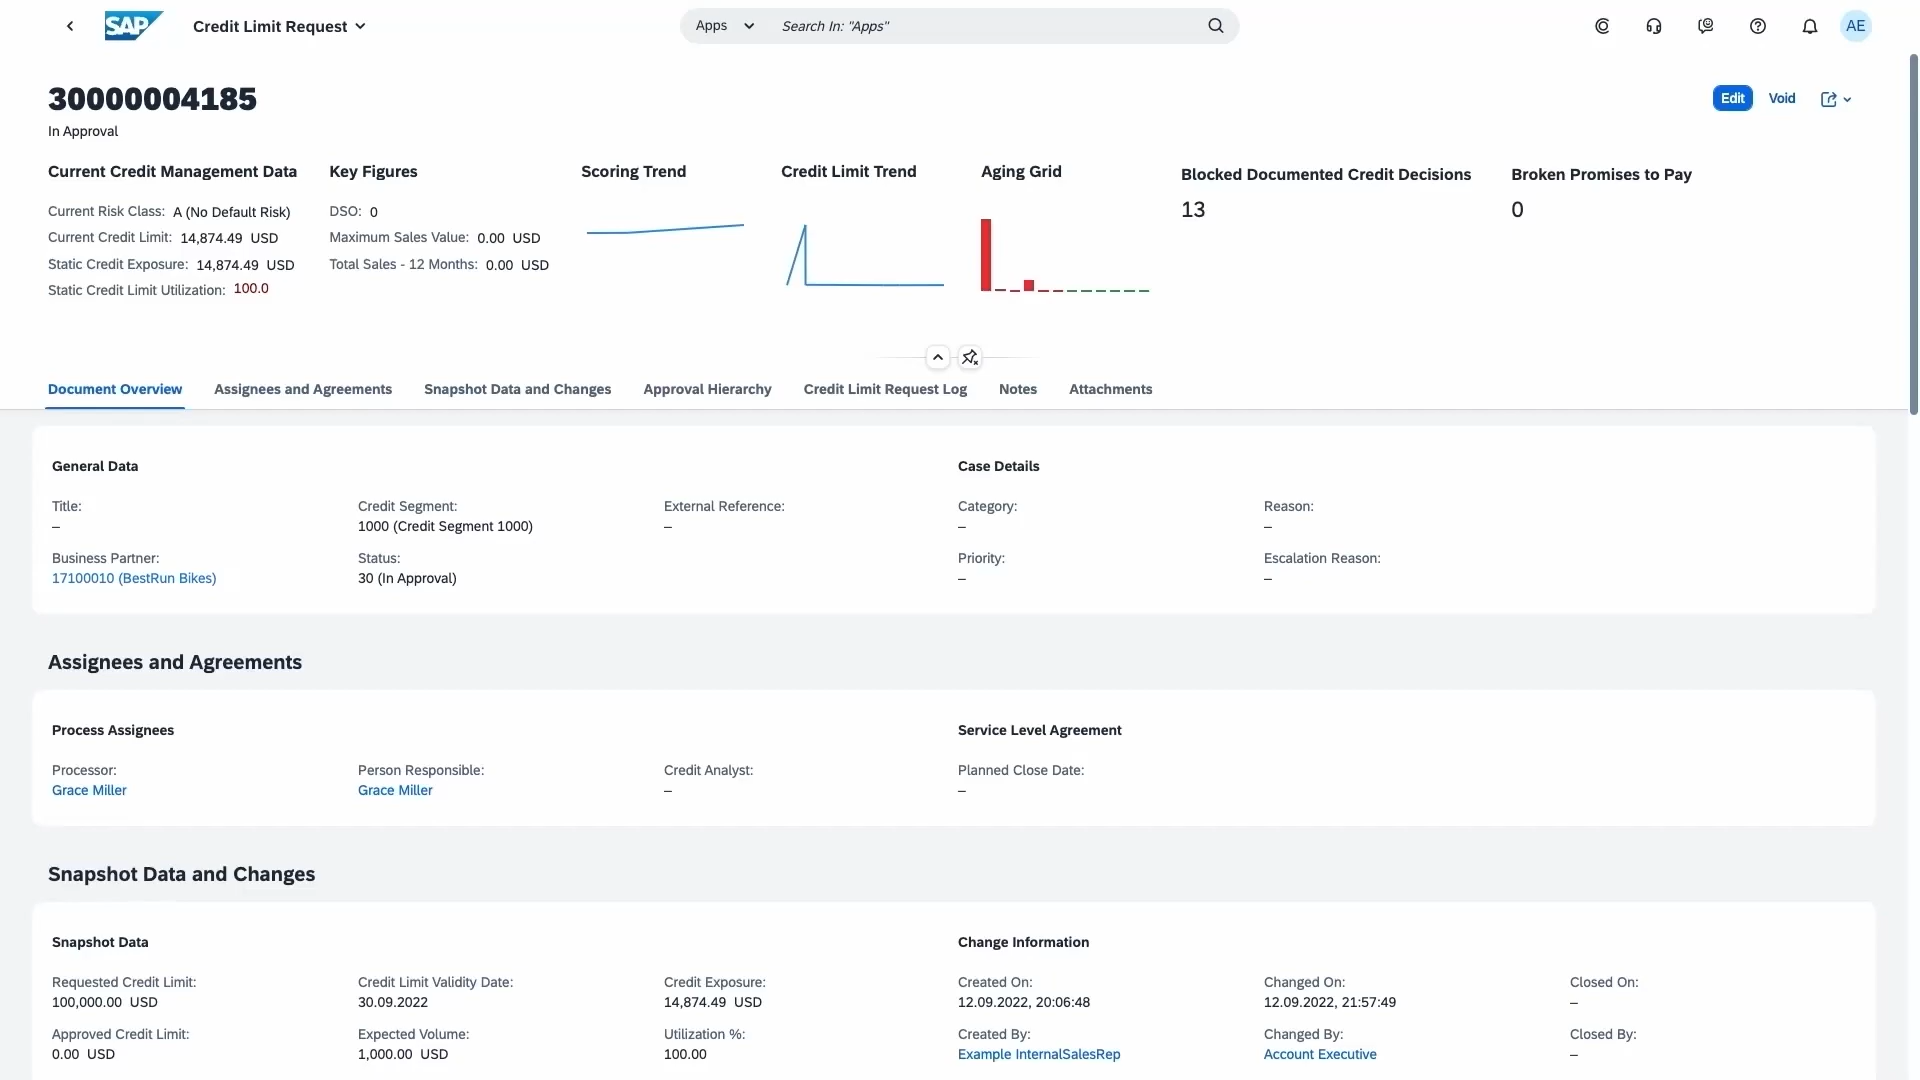 SAP Credit Limit Request Apps Search In: "Apps" AE
30000004185 Edit Void
In Approval
Current Credit Management Data Key Figures Scoring Trend Credit Limit Trend Aging Grid Blocked Documented Credit Decisions Broken Promises to Pay
Current Risk Class: A (No Default Risk) DSO: 0 13 0
Current Credit Limit: 14,874.49 USD Maximum Sales Value: 0.00 USD
Static Credit Exposure: 14,874.49 USD Total Sales - 12 Months: 0.00 USD
Static Credit Limit Utilization: 100.0
Document Overview Assignees and Agreements Snapshot Data and Changes Approval Hierarchy Credit Limit Request Log Notes Attachments
General Data Case Details
Title: Credit Segment: External Reference: Category: Reason:
– 1000 (Credit Segment 1000) – – –
Business Partner: Status: Priority: Escalation Reason:
17100010 (BestRun Bikes) 30 (In Approval) – –
Assignees and Agreements
Process Assignees Service Level Agreement
Processor: Person Responsible: Credit Analyst: Planned Close Date:
Grace Miller Grace Miller – –
Snapshot Data and Changes
Snapshot Data Change Information
Requested Credit Limit: Credit Limit Validity Date: Credit Exposure: Created On: Changed On: Closed On:
100,000.00 USD 30.09.2022 14,874.49 USD 12.09.2022, 20:06:48 12.09.2022, 21:57:49 –
Approved Credit Limit: Expected Volume: Utilization %: Created By: Changed By: Closed By:
0.00 USD 1,000.00 USD 100.00 Example InternalSalesRep Account Executive –